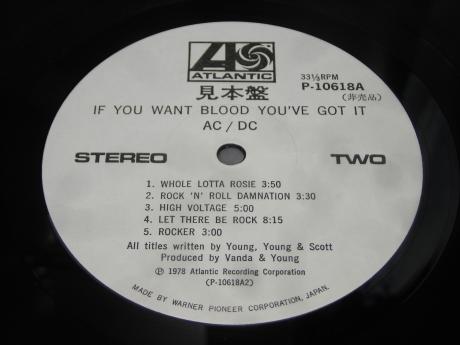 ATLANTIC
33⅓RPM
P-10618A
見本盤
(非売品)
IF YOU WANT BLOOD YOU'VE GOT IT
AC/DC
STEREO
TWO
1. WHOLE LOTTA ROSIE 3:50
2. ROCK 'N' ROLL DAMNATION 3:30
3. HIGH VOLTAGE 5:00
4. LET THERE BE ROCK 8:15
5. ROCKER 3:00
All titles written by Young, Young & Scott
Produced by Vanda & Young
Ⓟ 1978 Atlantic Recording Corporation
(P-10618A2)
MADE BY WARNER PIONEER CORPORATION, JAPAN.